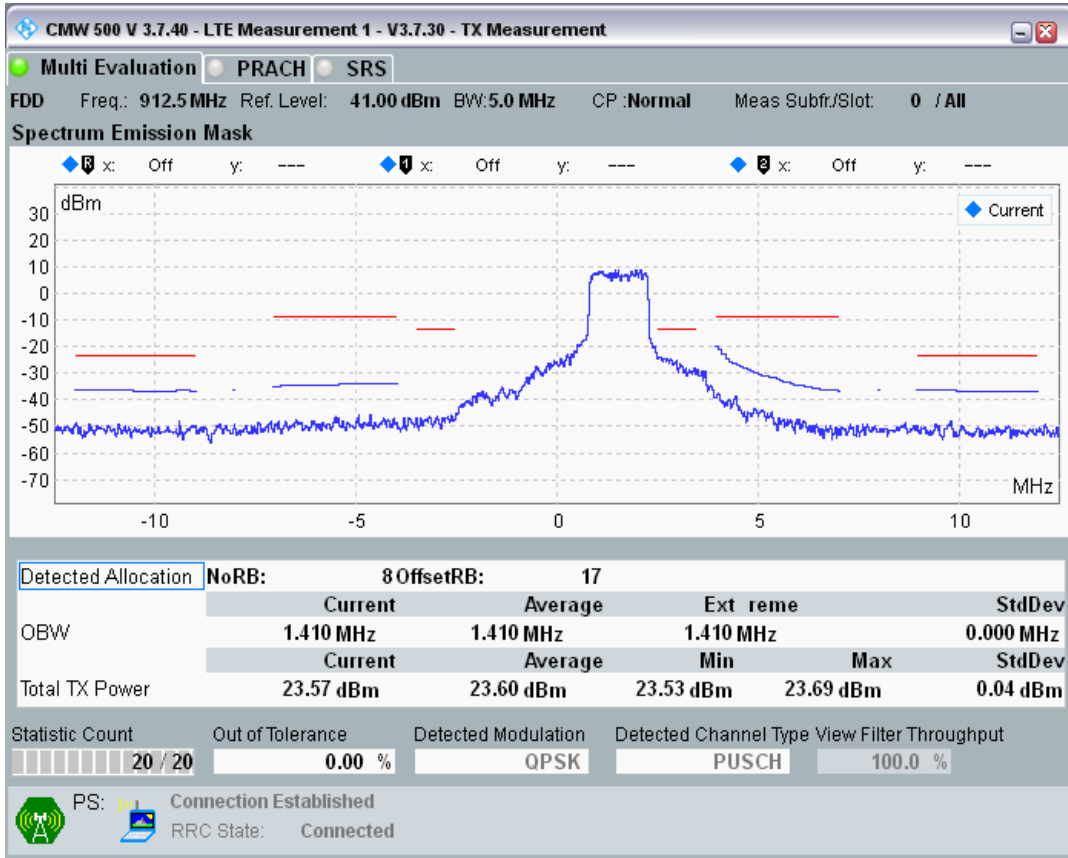 CMW 500 V 3.7.40 - LTE Measurement 1 - V3.7.30 - TX Measurement
Multi Evaluation PRACH SRS
FDD Freq.: 912.5 MHz Ref. Level: 41.00 dBm BW: 5.0 MHz CP :Normal Meas Subfr./Slot: 0 / All
Spectrum Emission Mask
R x: Off y: --- 1 x: Off y: --- 2 x: Off y: ---
dBm
Current
30
20
10
0
-10
-20
-30
-40
-50
-60
-70
MHz
-10 -5 0 5 10
Detected Allocation NoRB: 8 OffsetRB: 17
Current Average Ext reme StdDev
OBW 1.410 MHz 1.410 MHz 1.410 MHz 0.000 MHz
Current Average Min Max StdDev
Total TX Power 23.57 dBm 23.60 dBm 23.53 dBm 23.69 dBm 0.04 dBm
Statistic Count Out of Tolerance Detected Modulation Detected Channel Type View Filter Throughput
20 / 20 0.00 % QPSK PUSCH 100.0 %
PS: Connection Established
RRC State: Connected